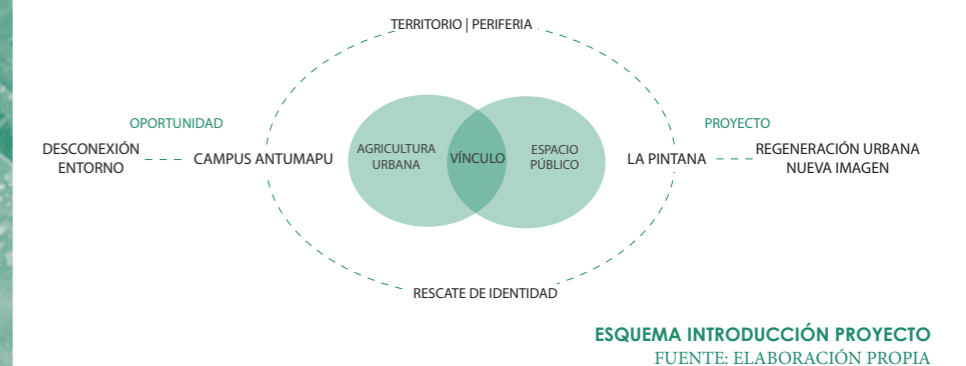 TERRITORIO | PERIFERIA
OPORTUNIDAD
PROYECTO
DESCONEXIÓN
ENTORNO
CAMPUS ANTUMAPU
AGRICULTURA
URBANA
VÍNCULO
ESPACIO
PÚBLICO
LA PINTANA
REGENERACIÓN URBANA
NUEVA IMAGEN
RESCATE DE IDENTIDAD
ESQUEMA INTRODUCCIÓN PROYECTO
FUENTE: ELABORACIÓN PROPIA